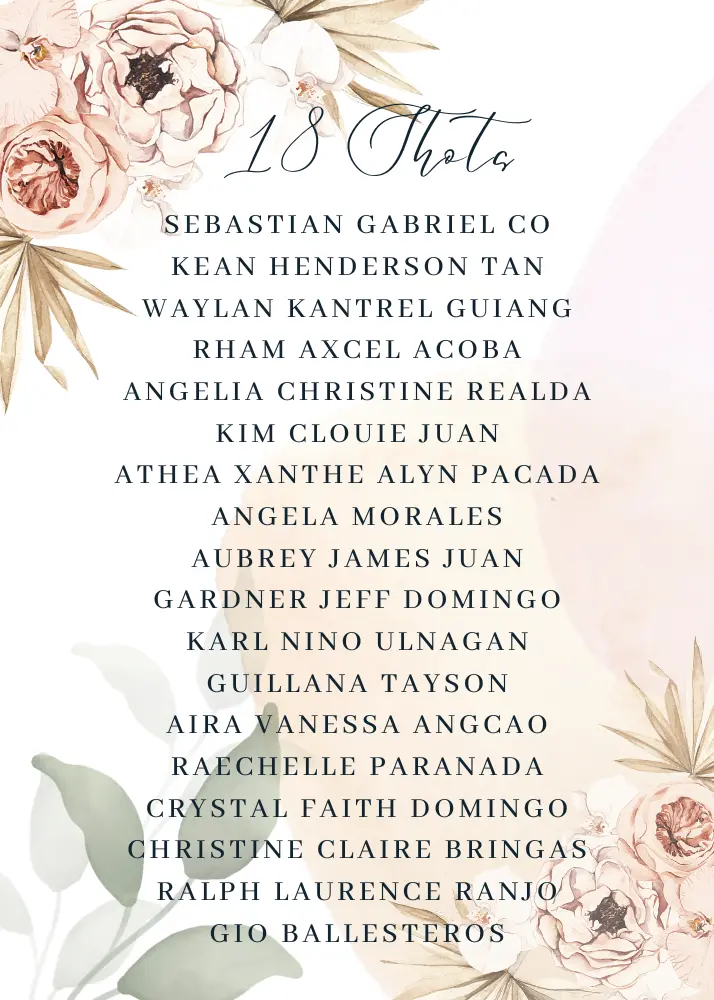 18 Shots
SEBASTIAN GABRIEL CO
KEAN HENDERSON TAN
WAYLAN KANTREL GUIANG
RHAM AXCEL ACOBA
ANGELIA CHRISTINE REALDA
KIM CLOUIE JUAN
ATHEA XANTHE ALYN PACADA
ANGELA MORALES
AUBREY JAMES JUAN
GARDNER JEFF DOMINGO
KARL NINO ULNAGAN
GUILLANA TAYSON
AIRA VANESSA ANGCAO
RAECHELLE PARANADA
CRYSTAL FAITH DOMINGO
CHRISTINE CLAIRE BRINGAS
RALPH LAURENCE RANJO
GIO BALLESTEROS